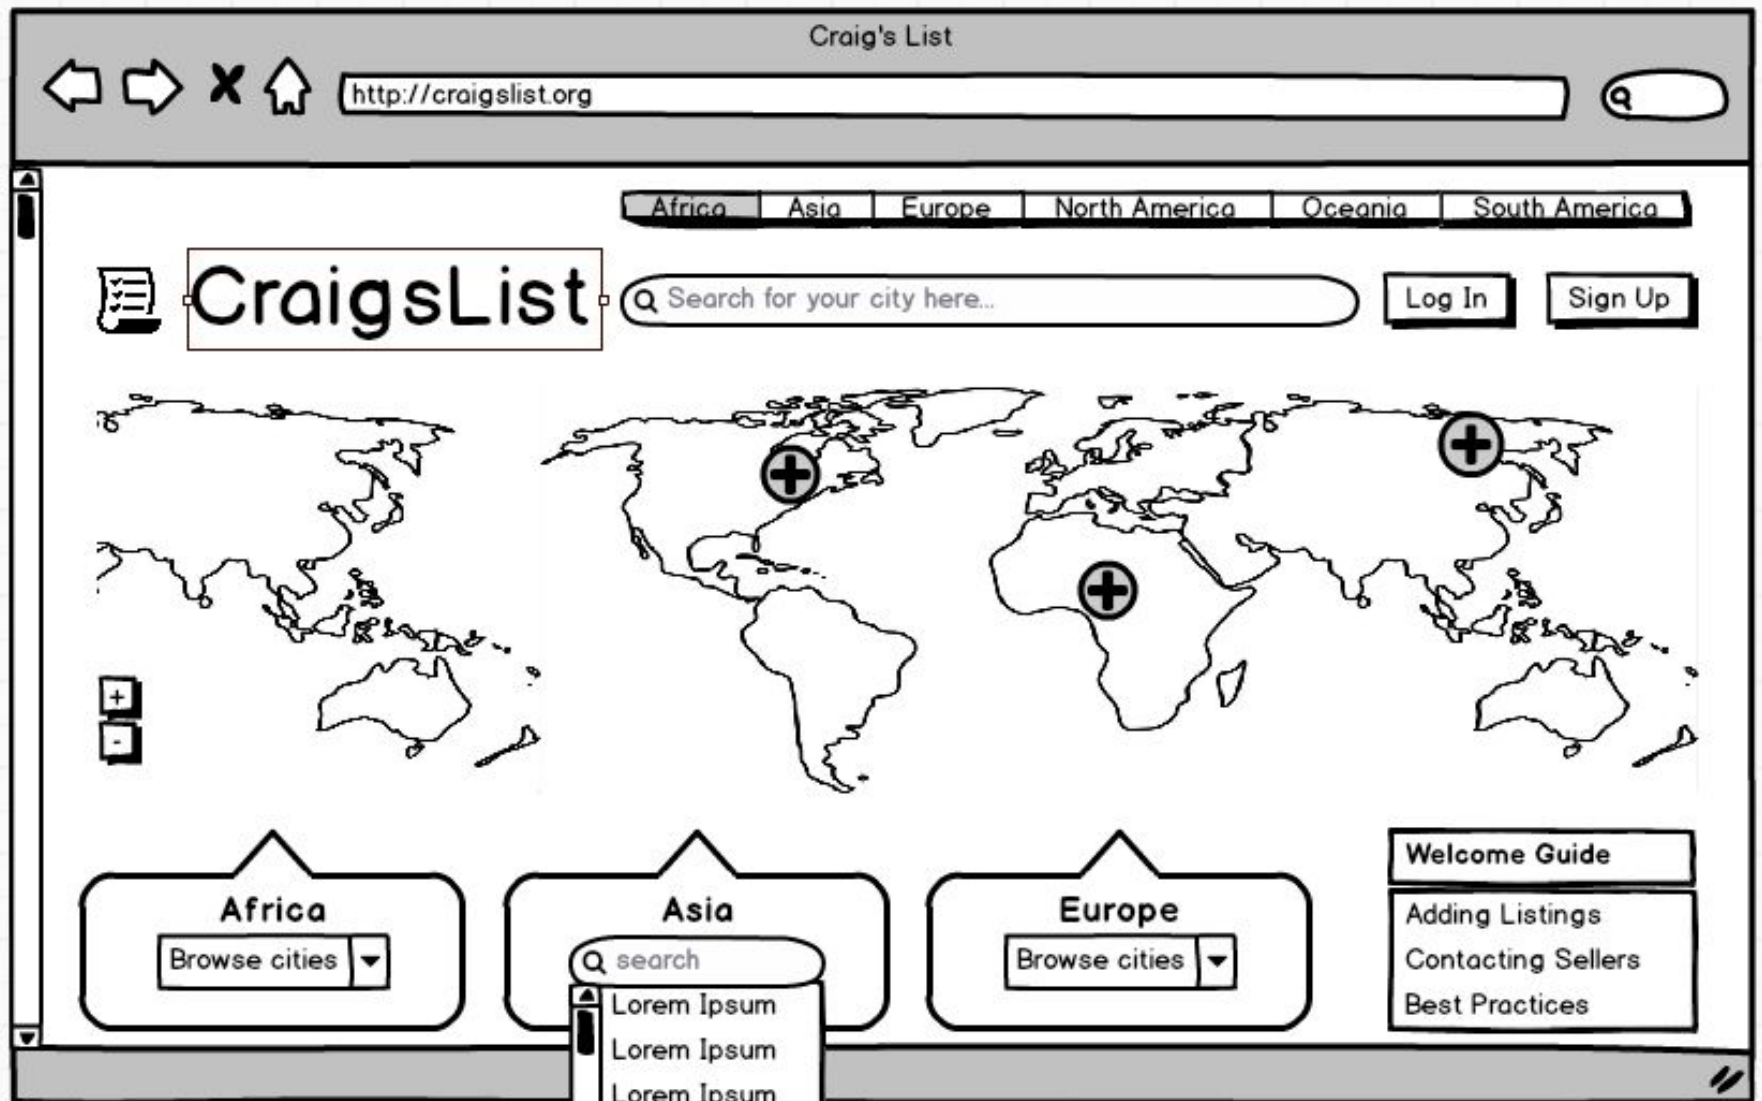 Craig's List
http://craigslist.org
Africa Asia Europe North America Oceania South America
CraigsList
Search for your city here...
Log In
Sign Up
+
-
Africa
Browse cities
Asia
search
Lorem Ipsum
Lorem Ipsum
Lorem Ipsum
Europe
Browse cities
Welcome Guide
Adding Listings
Contacting Sellers
Best Practices